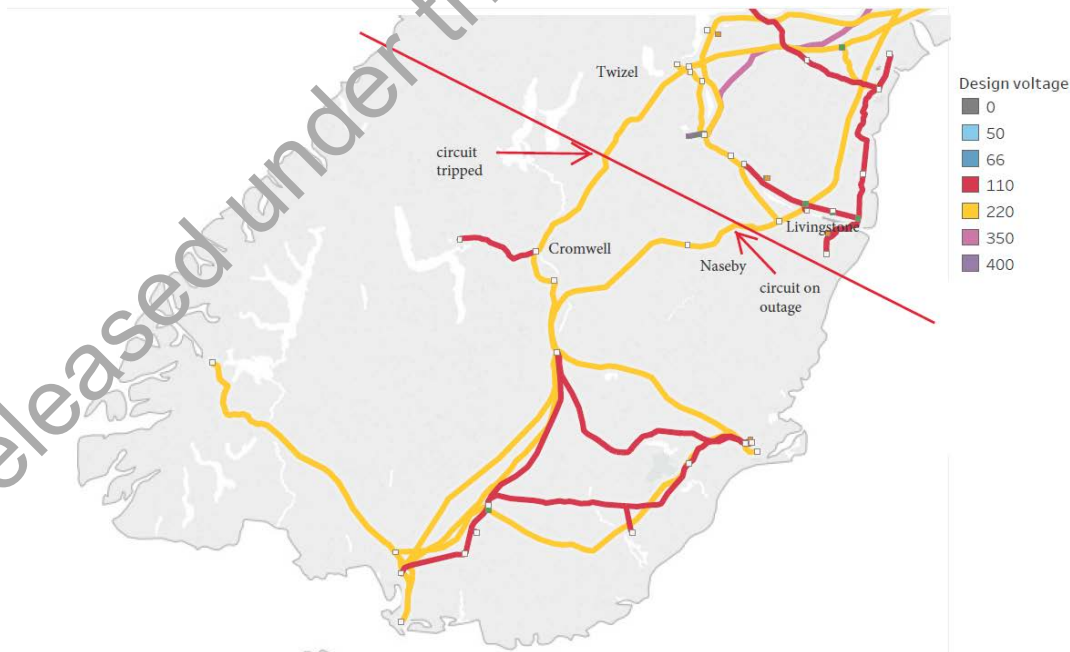 Released under th
Twizel
circuit
tripped
Cromwell
Livingstone
Naseby
circuit on
outage
Design voltage
0
50
66
110
220
350
400